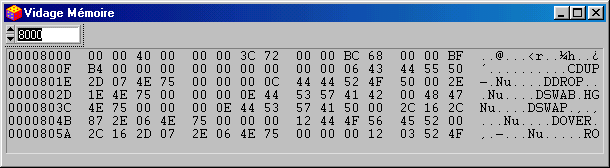 Vidage Mémoire
8000
00008000 00 00 40 00 00 00 3C 72 00 00 BC 68 00 00 BF ..@...<r..¼h..¿
0000800F B4 00 00 00 00 00 00 00 00 00 06 43 44 55 50 ´..........CDUP
0000801E 2D 07 4E 75 00 00 00 0C 44 44 52 4F 50 00 2E -.Nu....DDROP..
0000802D 1E 4E 75 00 00 00 0E 44 53 57 41 42 00 48 47 .Nu....DSWAB.HG
0000803C 4E 75 00 00 00 0E 44 53 57 41 50 00 2C 16 2C Nu....DSWAP.,.,
0000804B 87 2E 06 4E 75 00 00 00 12 44 4F 56 45 52 00 ...Nu....DOVER.
0000805A 2C 16 2D 07 2E 06 4E 75 00 00 00 12 03 52 4F ,.-...Nu.....RO